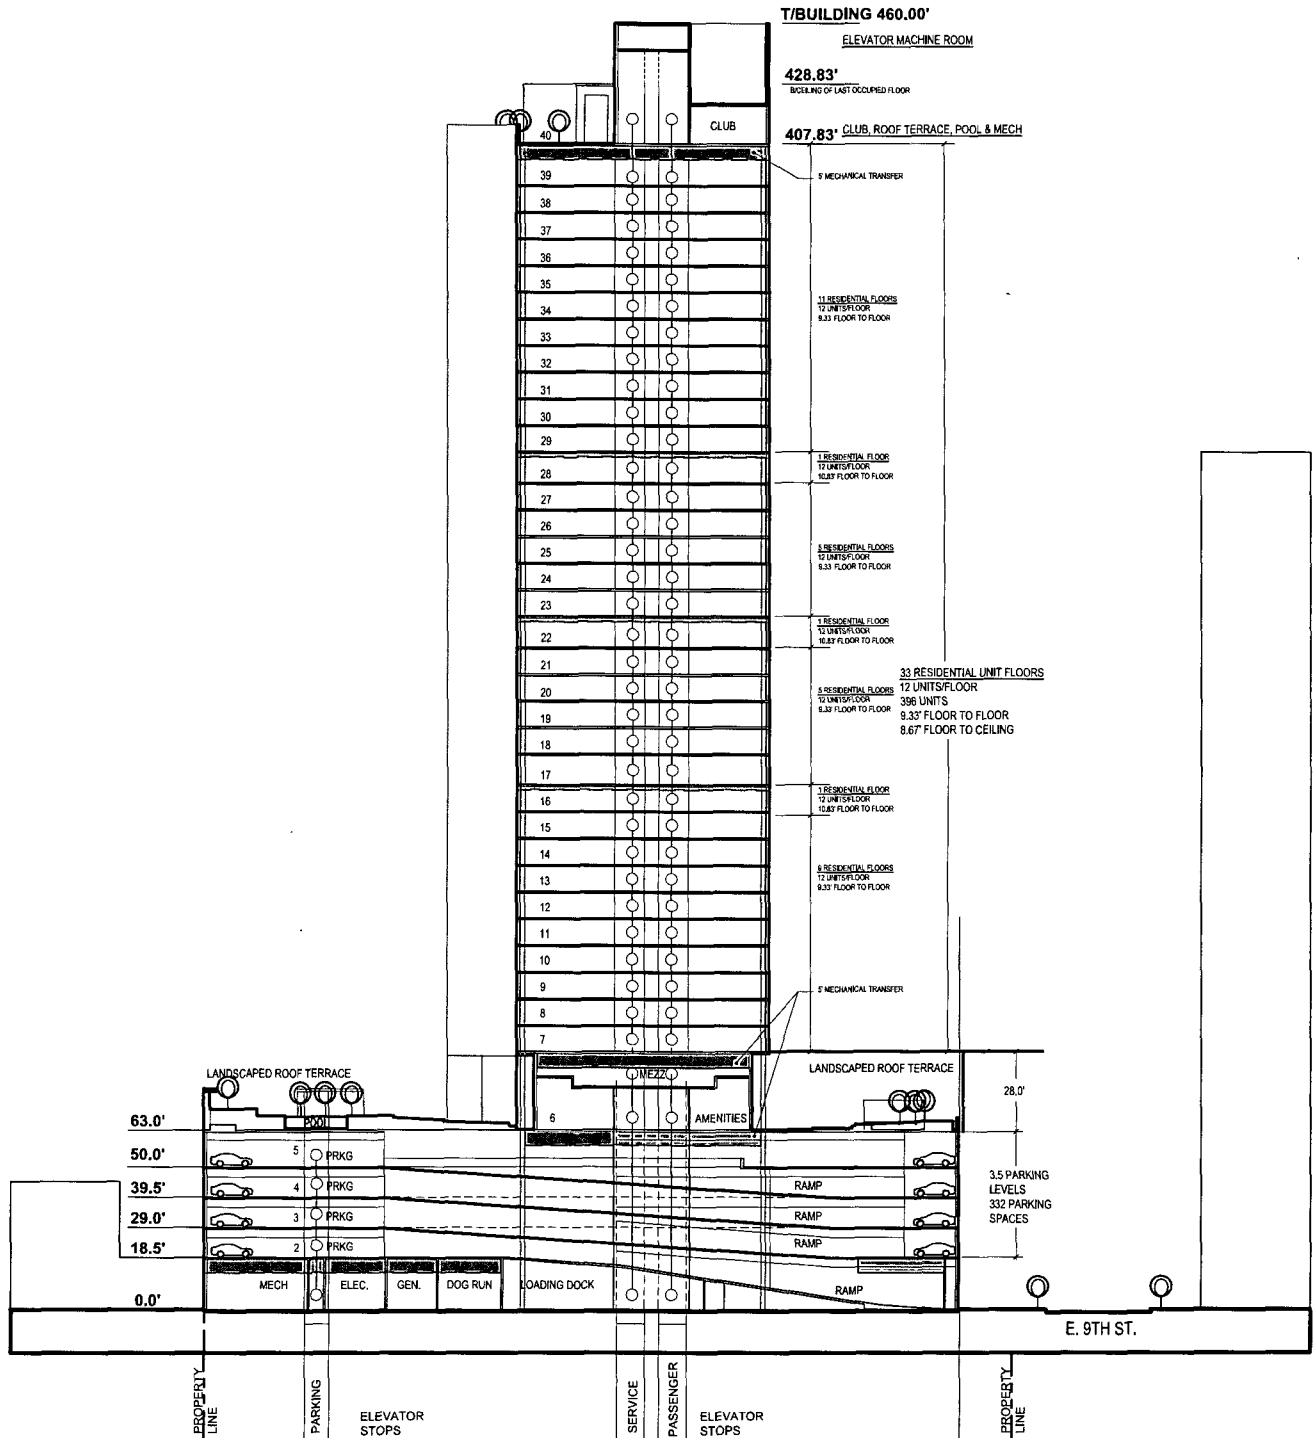 T/BUILDING 460.00'
ELEVATOR MACHINE ROOM
428.83'
B/CEILING OF LAST OCCUPIED FLOOR
CLUB
40
407.83' CLUB, ROOF TERRACE, POOL & MECH
5' MECHANICAL TRANSFER
39
38
37
36
35
34
33
32
31
30
29
11 RESIDENTIAL FLOORS
12 UNITS/FLOOR
9.33 FLOOR TO FLOOR
28
1 RESIDENTIAL FLOOR
12 UNITS/FLOOR
10.83' FLOOR TO FLOOR
27
26
25
24
23
5 RESIDENTIAL FLOORS
12 UNITS/FLOOR
9.33 FLOOR TO FLOOR
22
1 RESIDENTIAL FLOOR
12 UNITS/FLOOR
10.83' FLOOR TO FLOOR
21
20
19
18
17
5 RESIDENTIAL FLOORS
12 UNITS/FLOOR
9.33' FLOOR TO FLOOR
33 RESIDENTIAL UNIT FLOORS
12 UNITS/FLOOR
396 UNITS
9.33' FLOOR TO FLOOR
8.67' FLOOR TO CEILING
16
1 RESIDENTIAL FLOOR
12 UNITS/FLOOR
10.83' FLOOR TO FLOOR
15
14
13
12
11
10
9
8
7
9 RESIDENTIAL FLOORS
12 UNITS/FLOOR
9.33' FLOOR TO FLOOR
5' MECHANICAL TRANSFER
LANDSCAPED ROOF TERRACE
MEZZ
LANDSCAPED ROOF TERRACE
28.0'
63.0'
POOL
6
AMENITIES
50.0'
5 PRKG
39.5'
4 PRKG
RAMP
29.0'
3 PRKG
RAMP
18.5'
2 PRKG
RAMP
3.5 PARKING
LEVELS
332 PARKING
SPACES
MECH
ELEC.
GEN.
DOG RUN
LOADING DOCK
RAMP
0.0'
E. 9TH ST.
PROPERTY
LINE
PARKING
ELEVATOR
STOPS
SERVICE
PASSENGER
ELEVATOR
STOPS
PROPERTY
LINE